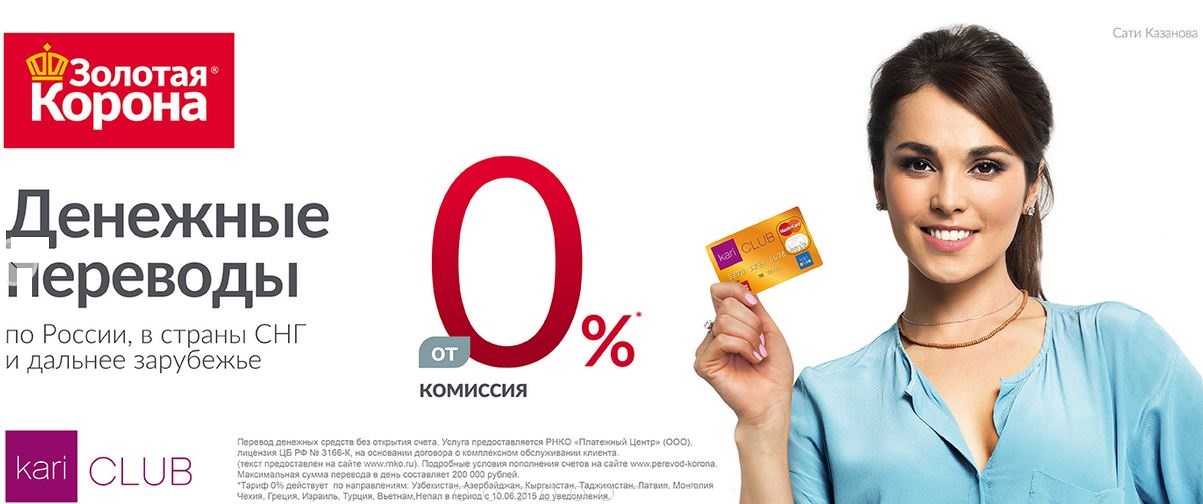 Сати Казанова
Золотая®
Корона
Денежные
переводы
по России, в страны СНГ
и дальнее зарубежье
от 0%*
комиссия
kari CLUB MasterCard
kari CLUB
Перевод денежных средств без открытия счета. Услуга предоставляется РНКО «Платежный Центр» (ООО),
лицензия ЦБ РФ № 3166-К, на основании договора о комплексном обслуживании клиента.
(текст предоставлен на сайте www.rnko.ru). Подробные условия пополнения счетов на сайте www.perevod-korona.
Максимальная сумма перевода в день составляет 200 000 рублей.
*Тариф 0% действует по направлениям: Узбекистан, Азербайджан, Кыргызстан, Таджикистан, Латвия, Монголия
Чехия, Греция, Израиль, Турция, Вьетнам,Непал в период с 10.06.2015 до уведомления.